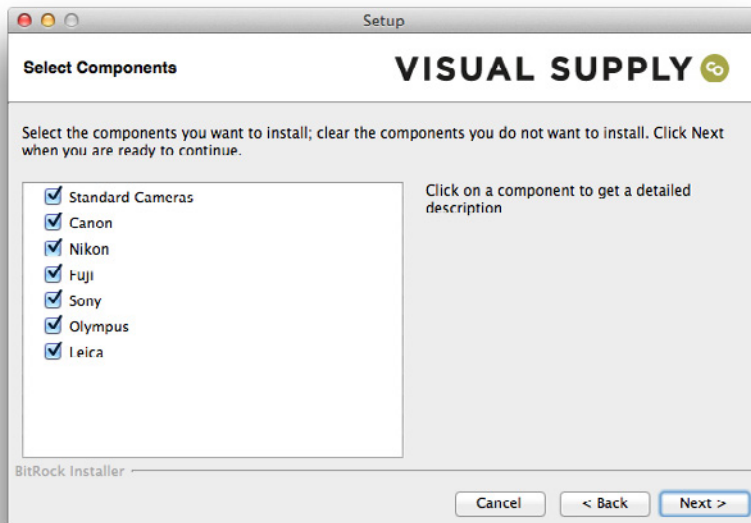 Setup
Select Components
VISUAL SUPPLY CO
Select the components you want to install; clear the components you do not want to install. Click Next
when you are ready to continue.
Standard Cameras
Canon
Nikon
Fuji
Sony
Olympus
Leica
Click on a component to get a detailed
description
BitRock Installer
Cancel
< Back
Next >